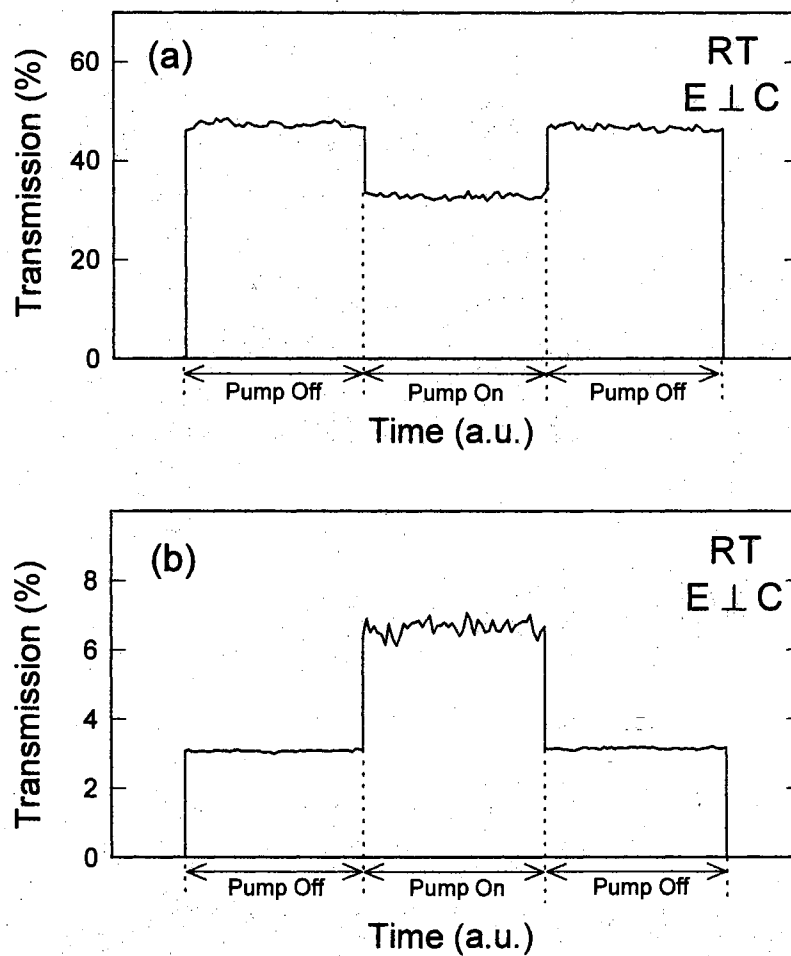 (a)
RT
E ⊥ C
Transmission (%)
60
40
20
0
Pump Off
Pump On
Pump Off
Time (a.u.)
(b)
RT
E ⊥ C
Transmission (%)
8
6
4
2
0
Pump Off
Pump On
Pump Off
Time (a.u.)